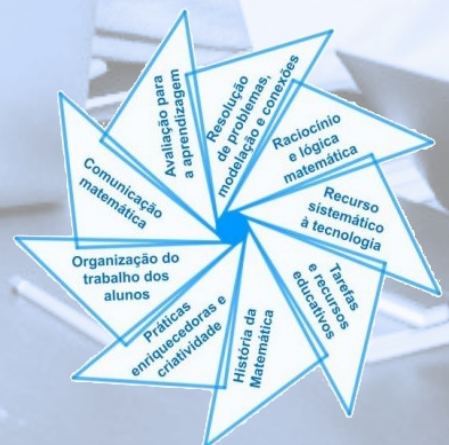 Resolução
de problemas,
modelação e conexões
Raciocínio
e lógica
matemática
Recurso
sistemático
à tecnologia
Tarefas
e recursos
educativos
História da
Matemática
Práticas
enriquecedoras e
criatividade
Organização do
trabalho dos
alunos
Comunicação
matemática
Avaliação para
a aprendizagem